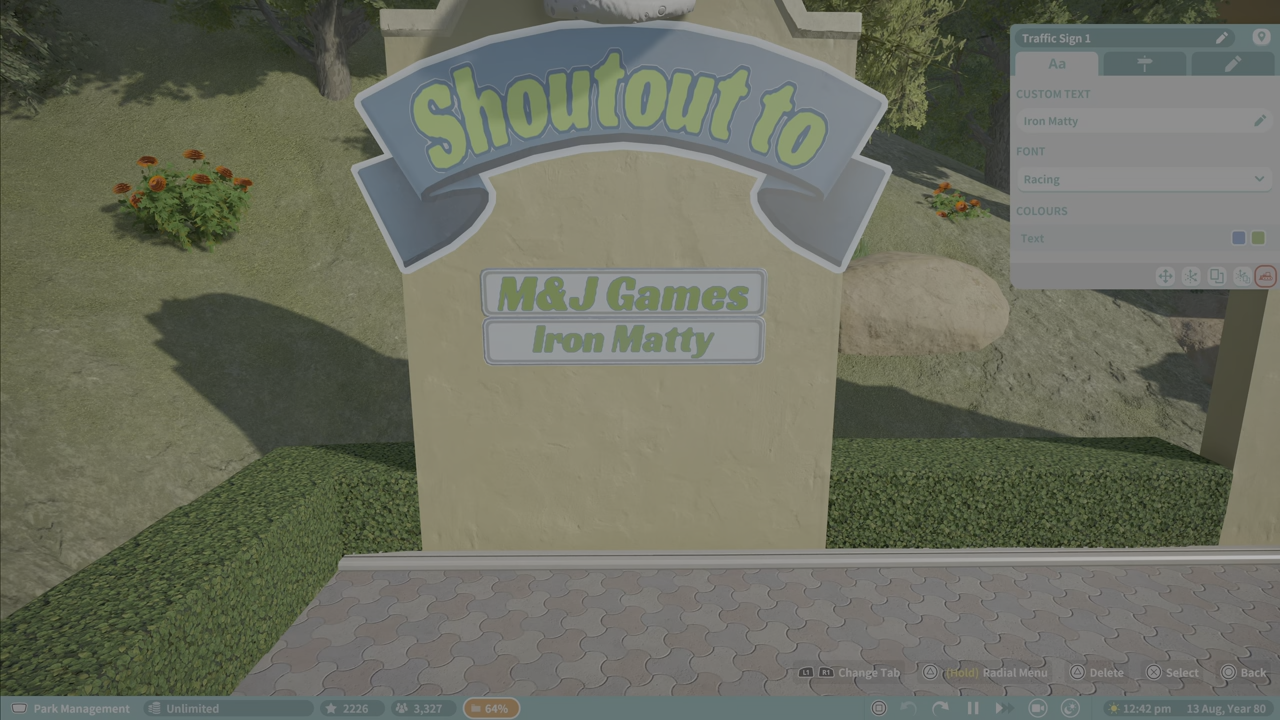 Shoutout to
M&J Games
Iron Matty
Traffic Sign 1
Aa
CUSTOM TEXT
Iron Matty
FONT
Racing
COLOURS
Text
L1 R1 Change Tab (Hold) Radial Menu Delete Select Back
Park Management Unlimited 2226 3,327 64% 12:42 pm 13 Aug, Year 80